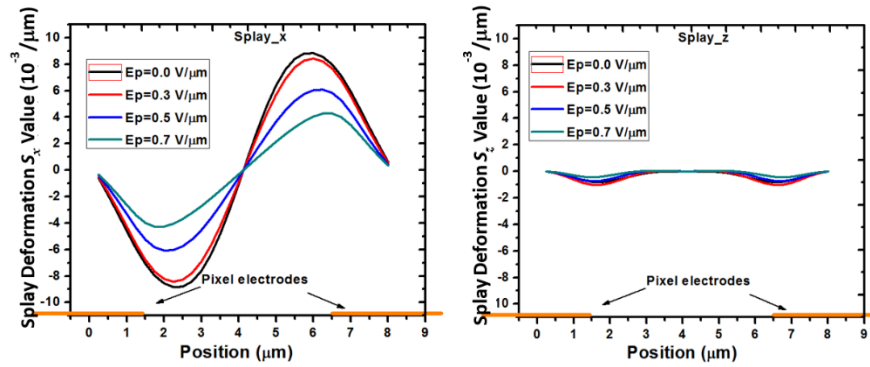 Splay_x
Splay Deformation Sx Value (10⁻³/μm)
10
8
6
4
2
0
-2
-4
-6
-8
-10
Ep=0.0 V/μm
Ep=0.3 V/μm
Ep=0.5 V/μm
Ep=0.7 V/μm
Pixel electrodes
0 1 2 3 4 5 6 7 8 9
Position (μm)
Splay_z
Splay Deformation Sz Value (10⁻³/μm)
10
8
6
4
2
0
-2
-4
-6
-8
-10
Ep=0.0 V/μm
Ep=0.3 V/μm
Ep=0.5 V/μm
Ep=0.7 V/μm
Pixel electrodes
0 1 2 3 4 5 6 7 8 9
Position (μm)